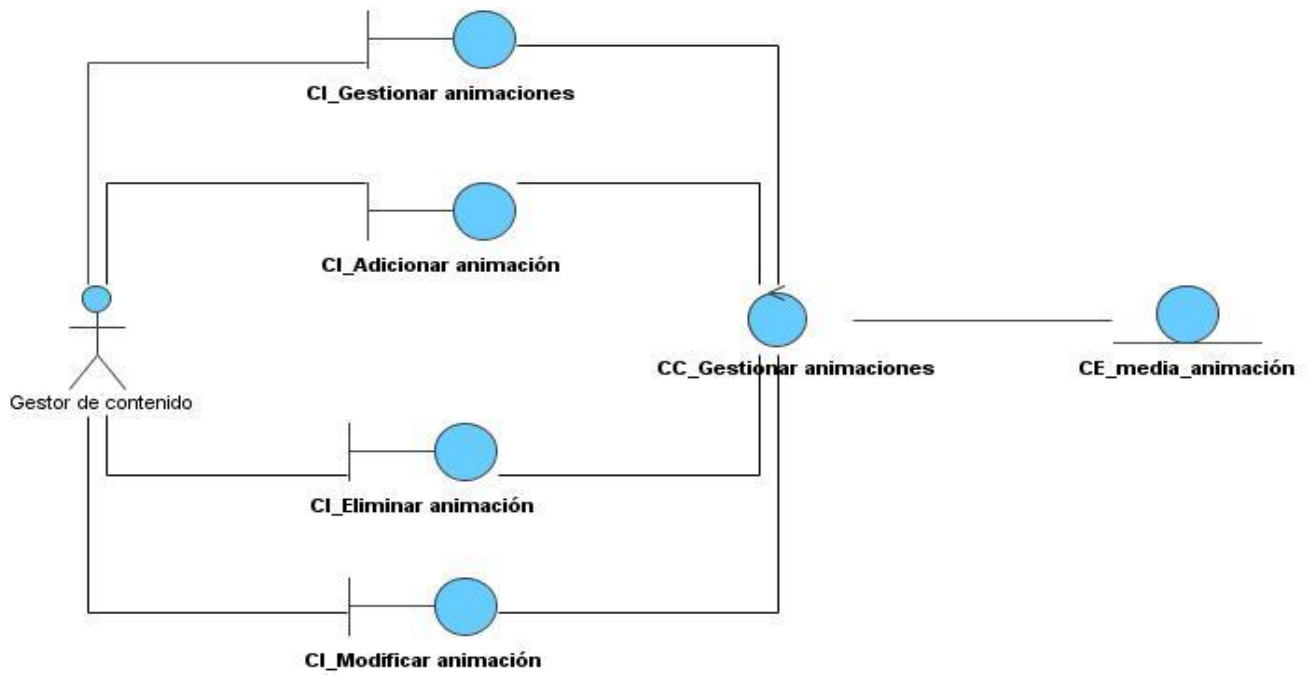 CI_Gestionar animaciones
CI_Adicionar animación
Gestor de contenido
CC_Gestionar animaciones
CE_media_animación
CI_Eliminar animación
CI_Modificar animación